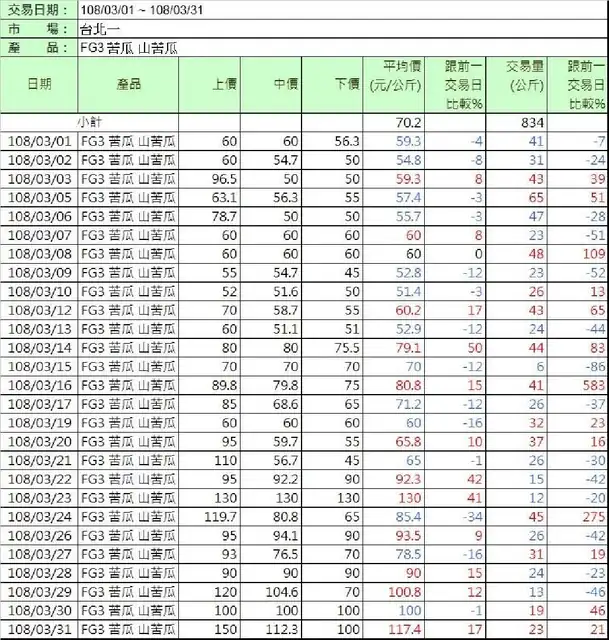 交易日期： 108/03/01 ~ 108/03/31
市　　場： 台北一
產　　品： FG3 苦瓜 山苦瓜
日期 產品 上價 中價 下價 平均價(元/公斤) 跟前一交易日比較% 交易量(公斤) 跟前一交易日比較%
小計 70.2 834
108/03/01 FG3 苦瓜 山苦瓜 60 60 56.3 59.3 -4 41 -7
108/03/02 FG3 苦瓜 山苦瓜 60 54.7 50 54.8 -8 31 -24
108/03/03 FG3 苦瓜 山苦瓜 96.5 50 50 59.3 8 43 39
108/03/05 FG3 苦瓜 山苦瓜 63.1 56.3 55 57.4 -3 65 51
108/03/06 FG3 苦瓜 山苦瓜 78.7 50 50 55.7 -3 47 -28
108/03/07 FG3 苦瓜 山苦瓜 60 60 60 60 8 23 -51
108/03/08 FG3 苦瓜 山苦瓜 60 60 60 60 0 48 109
108/03/09 FG3 苦瓜 山苦瓜 55 54.7 45 52.8 -12 23 -52
108/03/10 FG3 苦瓜 山苦瓜 52 51.6 50 51.4 -3 26 13
108/03/12 FG3 苦瓜 山苦瓜 70 58.7 55 60.2 17 43 65
108/03/13 FG3 苦瓜 山苦瓜 60 51.1 51 52.9 -12 24 -44
108/03/14 FG3 苦瓜 山苦瓜 80 80 75.5 79.1 50 44 83
108/03/15 FG3 苦瓜 山苦瓜 70 70 70 70 -12 6 -86
108/03/16 FG3 苦瓜 山苦瓜 89.8 79.8 75 80.8 15 41 583
108/03/17 FG3 苦瓜 山苦瓜 85 68.6 65 71.2 -12 26 -37
108/03/19 FG3 苦瓜 山苦瓜 60 60 60 60 -16 32 23
108/03/20 FG3 苦瓜 山苦瓜 95 59.7 55 65.8 10 37 16
108/03/21 FG3 苦瓜 山苦瓜 110 56.7 45 65 -1 26 -30
108/03/22 FG3 苦瓜 山苦瓜 95 92.2 90 92.3 42 15 -42
108/03/23 FG3 苦瓜 山苦瓜 130 130 130 130 41 12 -20
108/03/24 FG3 苦瓜 山苦瓜 119.7 80.8 65 85.4 -34 45 275
108/03/26 FG3 苦瓜 山苦瓜 95 94.1 90 93.5 9 26 -42
108/03/27 FG3 苦瓜 山苦瓜 93 76.5 70 78.5 -16 31 19
108/03/28 FG3 苦瓜 山苦瓜 90 90 90 90 15 24 -23
108/03/29 FG3 苦瓜 山苦瓜 120 104.6 70 100.8 12 13 -46
108/03/30 FG3 苦瓜 山苦瓜 100 100 100 100 -1 19 46
108/03/31 FG3 苦瓜 山苦瓜 150 112.3 100 117.4 17 23 21